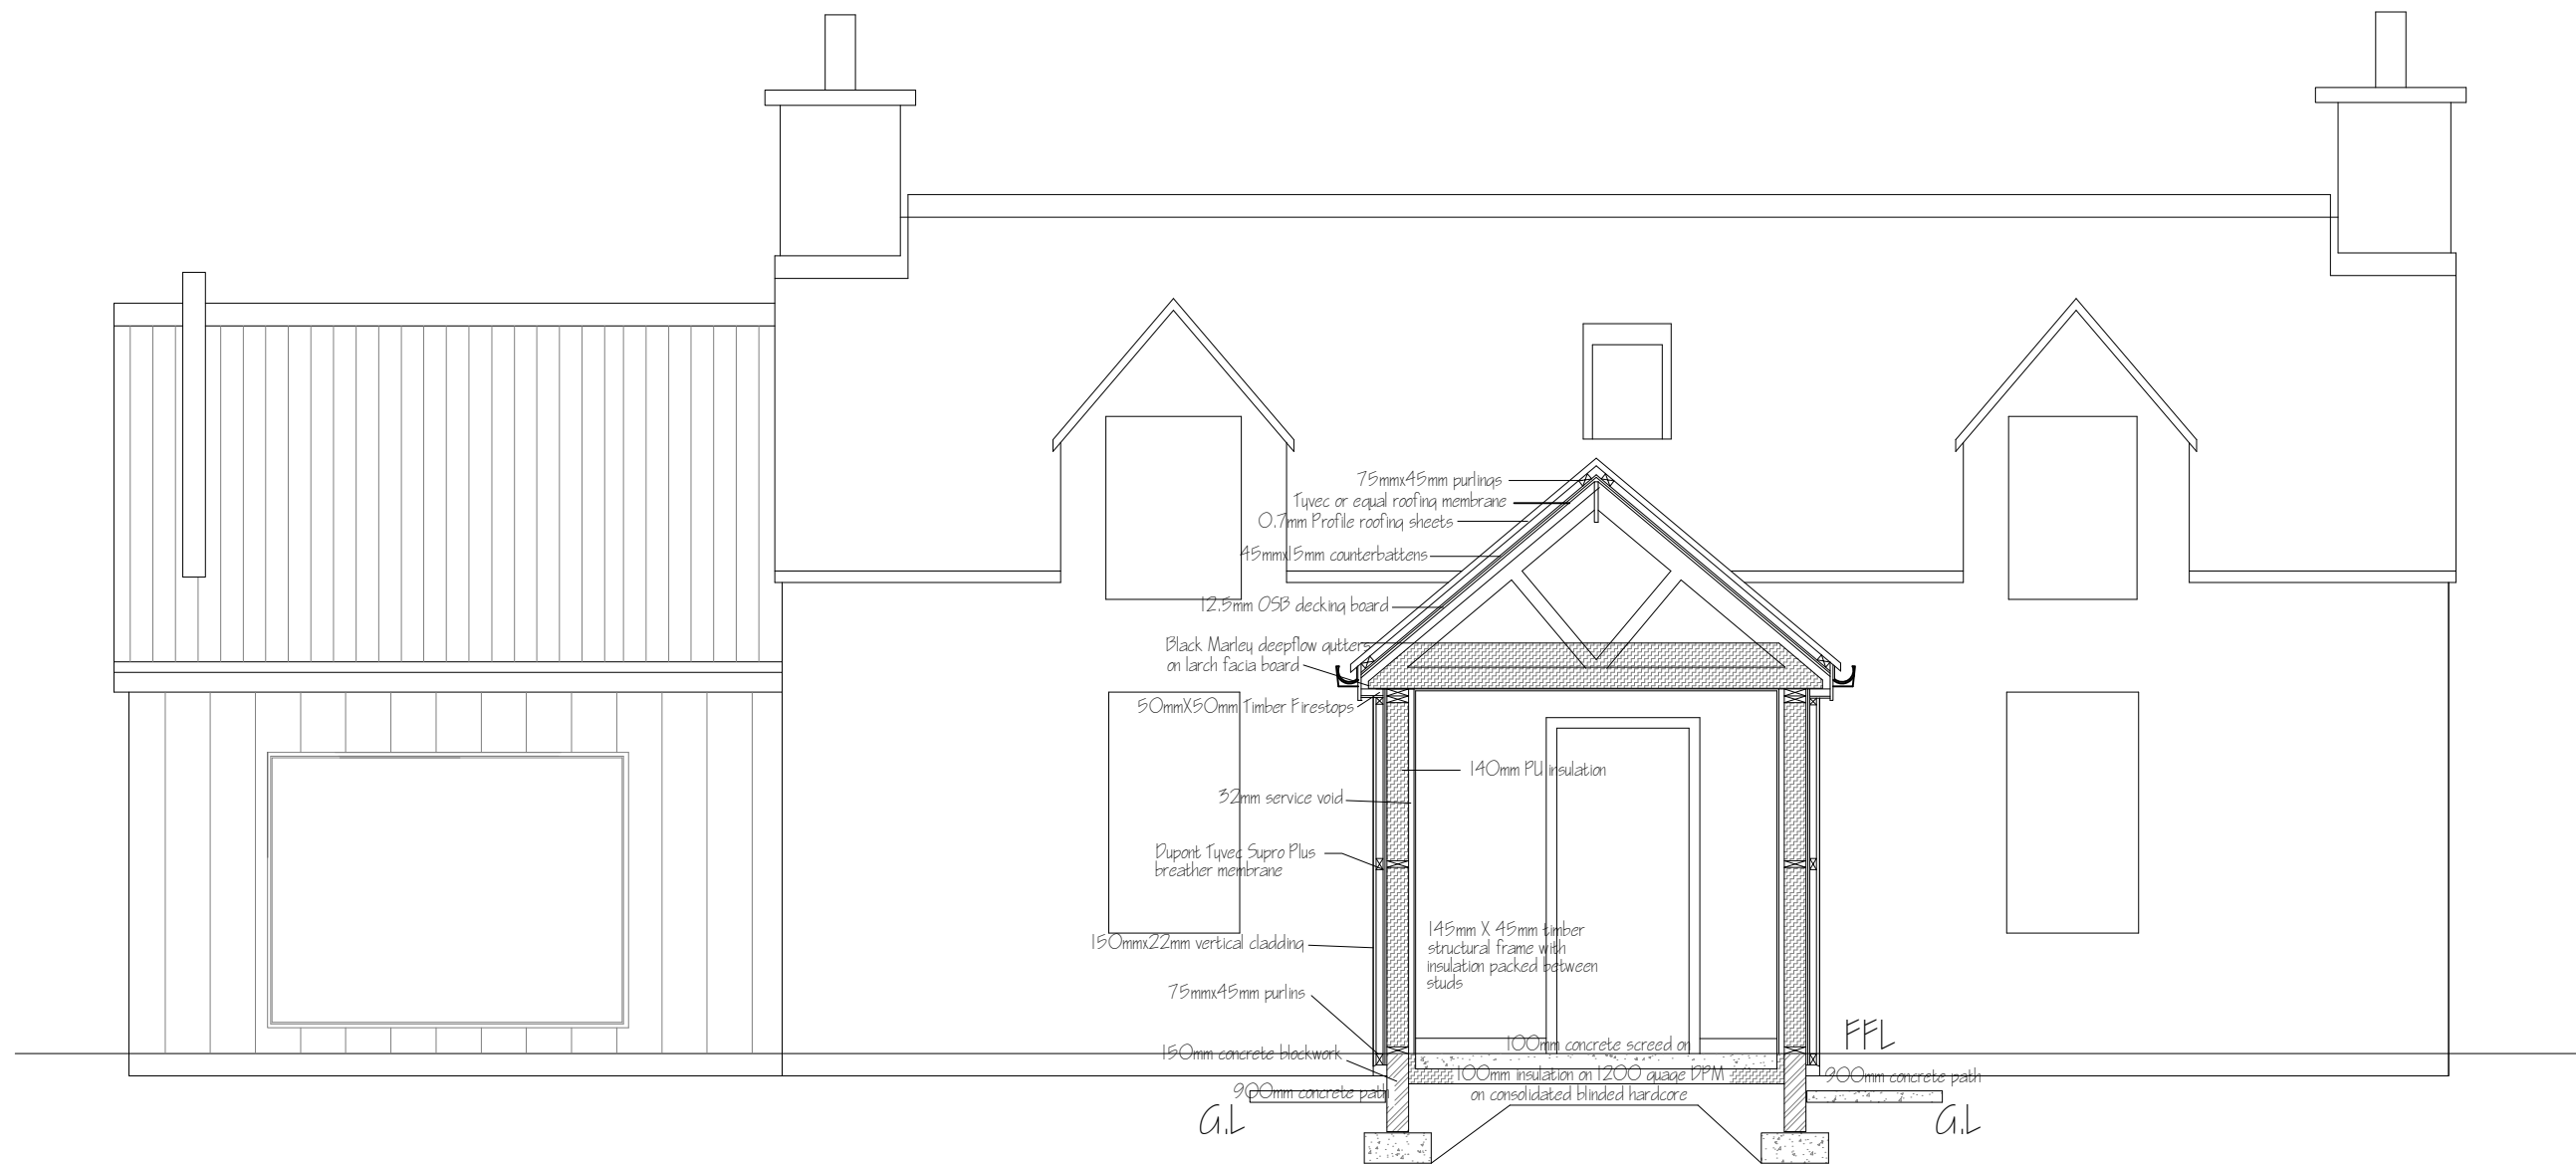 75mmx45mm purlings
Tyvec or equal roofing membrane
0.7mm Profile roofing sheets
45mmx15mm counterbattens
12.5mm OSB decking board
Black Marley deepflow gutters
on larch facia board
50mmX50mm Timber Firestops
140mm PU insulation
32mm service void
Dupont Tyvec Supro Plus
breather membrane
145mm X 45mm timber
structural frame with
insulation packed between
studs
150mmx22mm vertical cladding
75mmx45mm purlins
FFL
100mm concrete screed on
150mm concrete blockwork
100mm insulation on 1200 guage DPM
900mm concrete path
900mm concrete path
on consolidated blinded hardcore
G.L
G.L